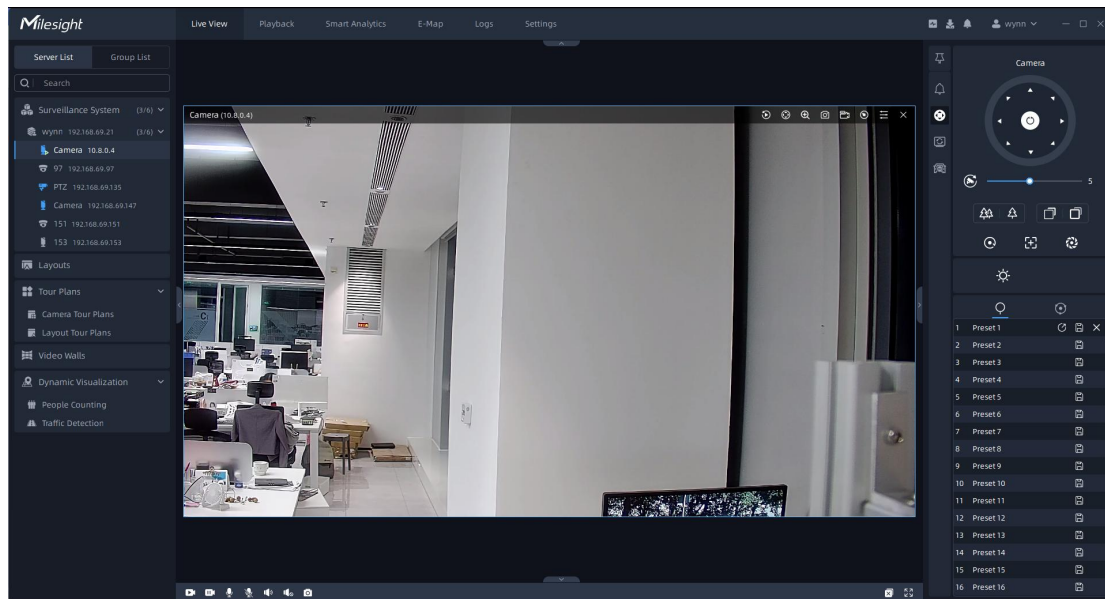 Milesight
Live View Playback Smart Analytics E-Map Logs Settings wynn
Server List Group List
Search
Surveillance System (3/6)
wynn 192.168.69.21 (3/6)
Camera 10.8.0.4
97 192.168.69.97
PTZ 192.168.69.135
Camera 192.168.69.147
151 192.168.69.151
153 192.168.69.153
Layouts
Tour Plans
Camera Tour Plans
Layout Tour Plans
Video Walls
Dynamic Visualization
People Counting
Traffic Detection
Camera (10.8.0.4)
Camera
5
1 Preset 1
2 Preset 2
3 Preset 3
4 Preset 4
5 Preset 5
6 Preset 6
7 Preset 7
8 Preset 8
9 Preset 9
10 Preset 10
11 Preset 11
12 Preset 12
13 Preset 13
14 Preset 14
15 Preset 15
16 Preset 16